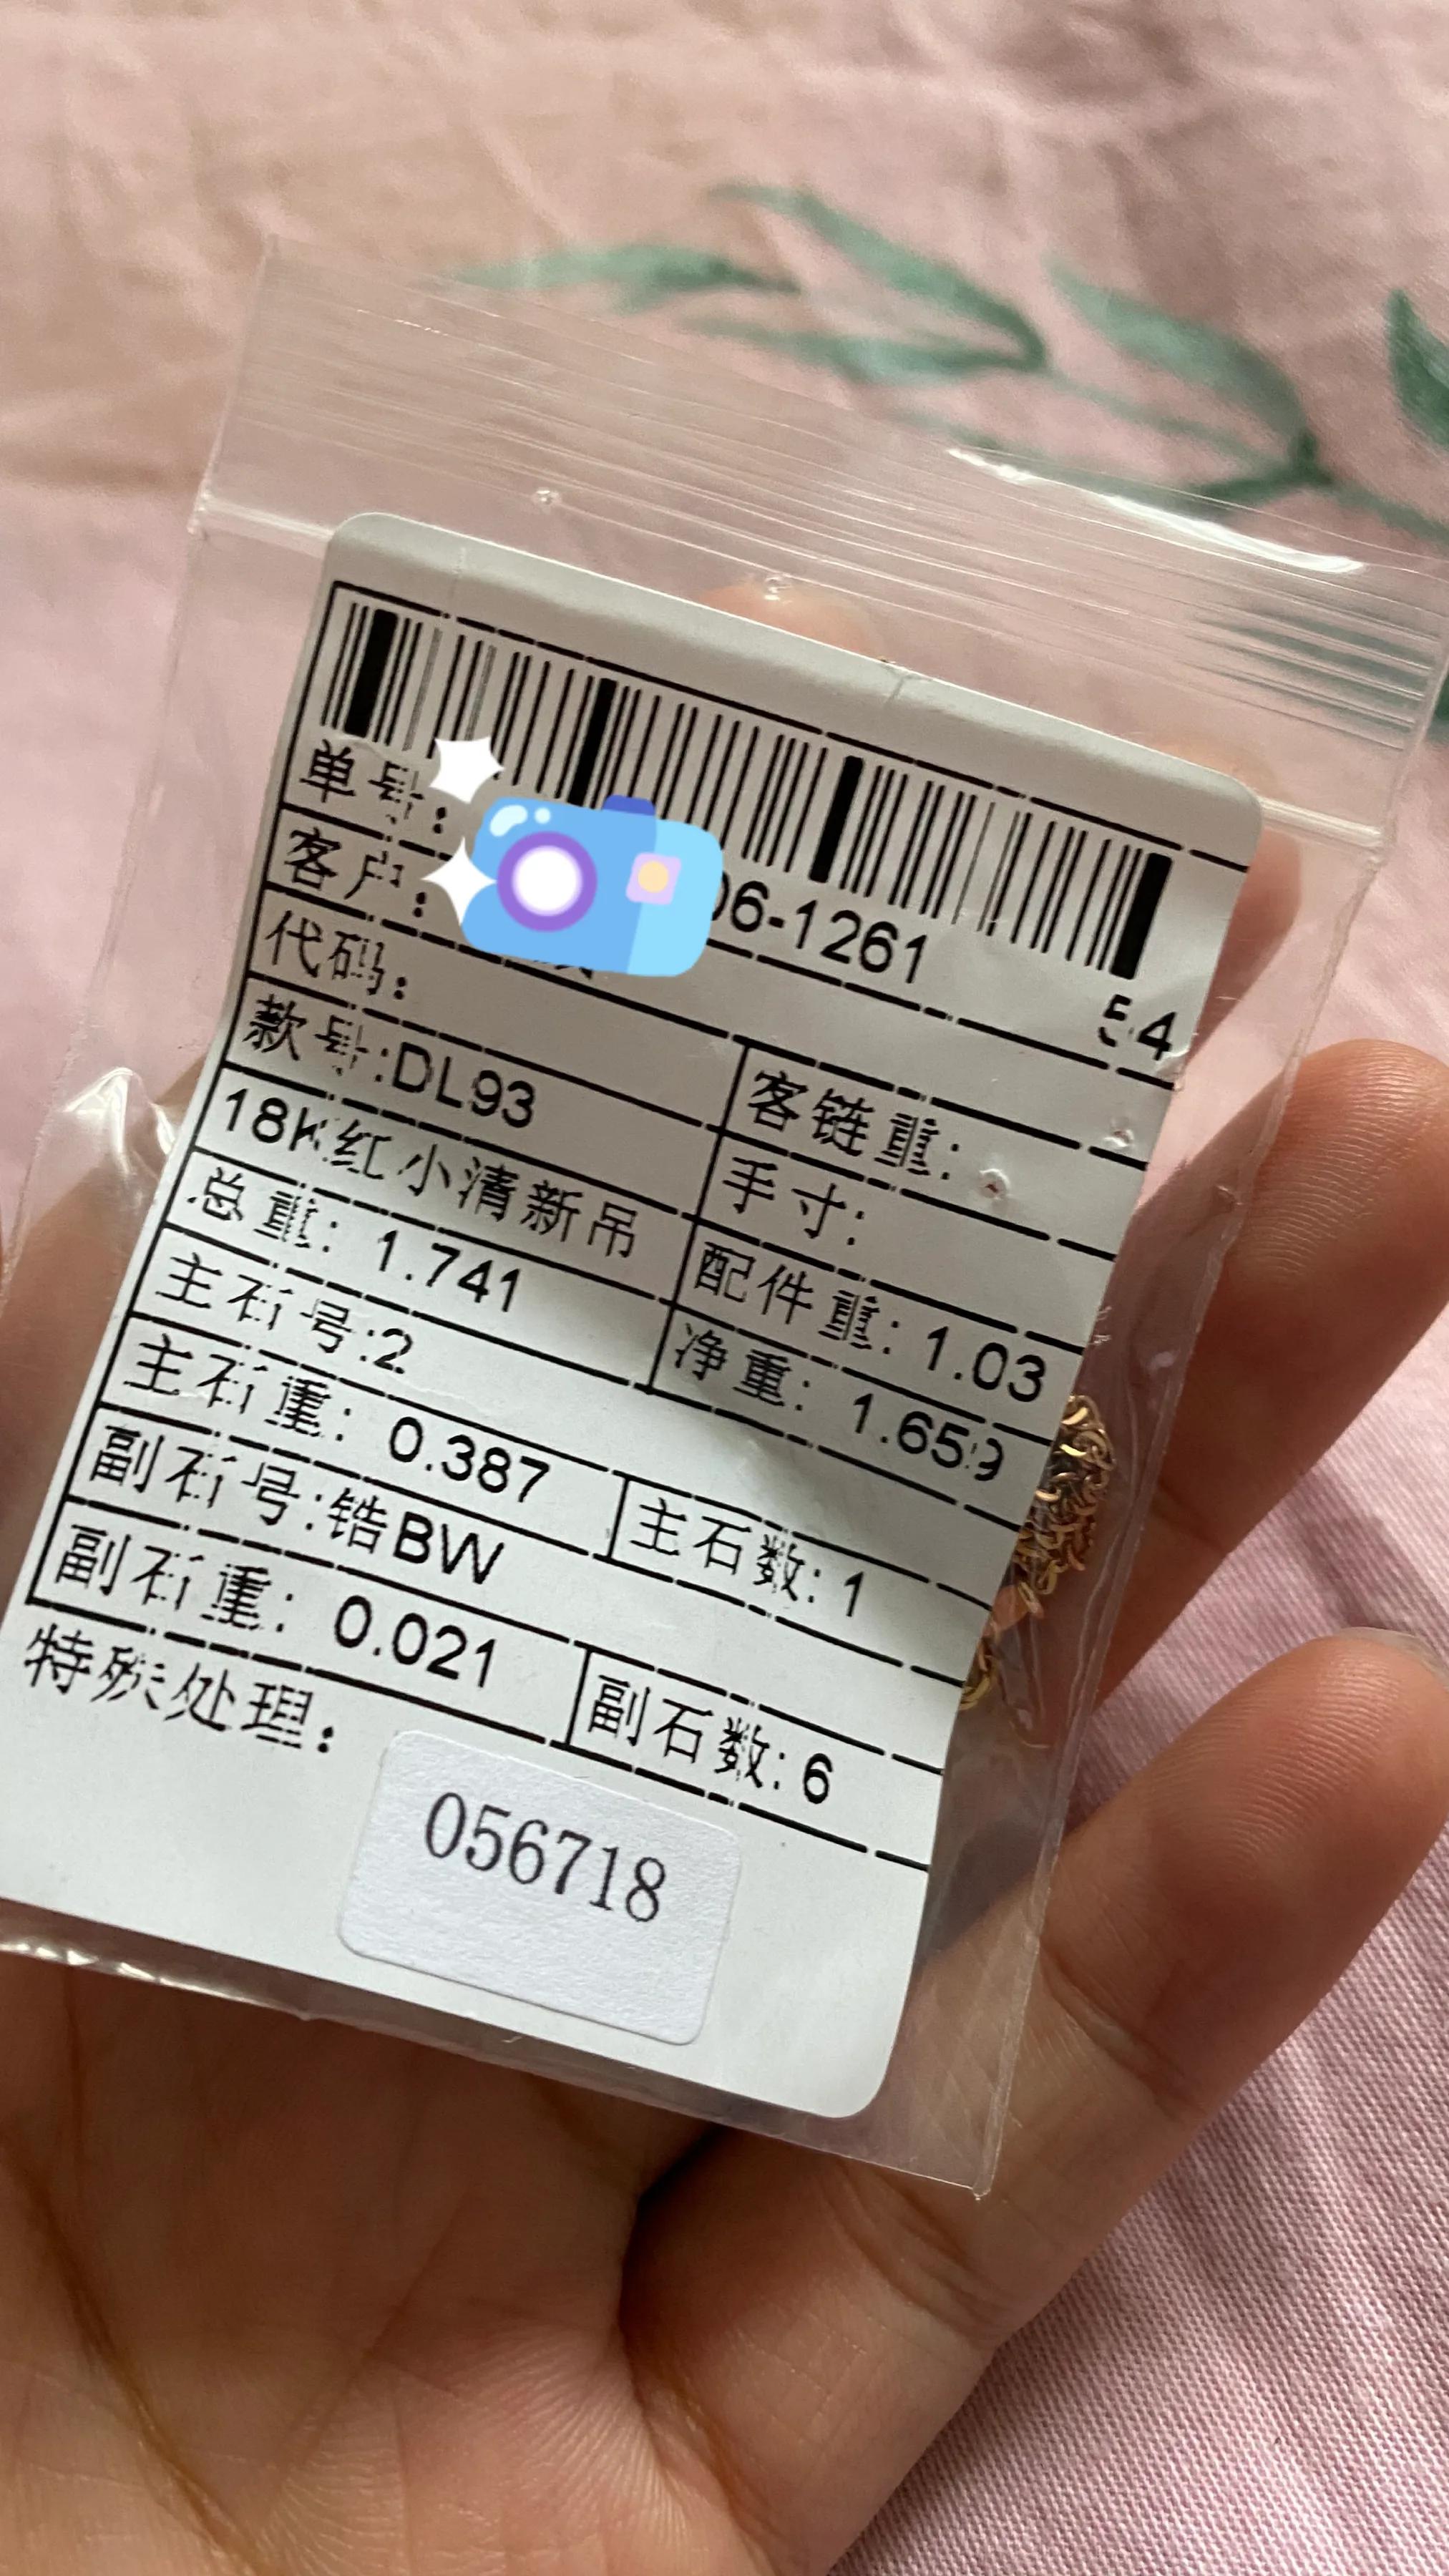 单号: 06-1261
54
客户:
代码: 客链重:
款号:DL93 手寸:
18K红小清新吊 配件重: 1.03
总重: 1.741 净重: 1.659
主石号:2
主石重: 0.387 主石数: 1
副石号:锆BW
副石重: 0.021 副石数: 6
特殊处理:
056718